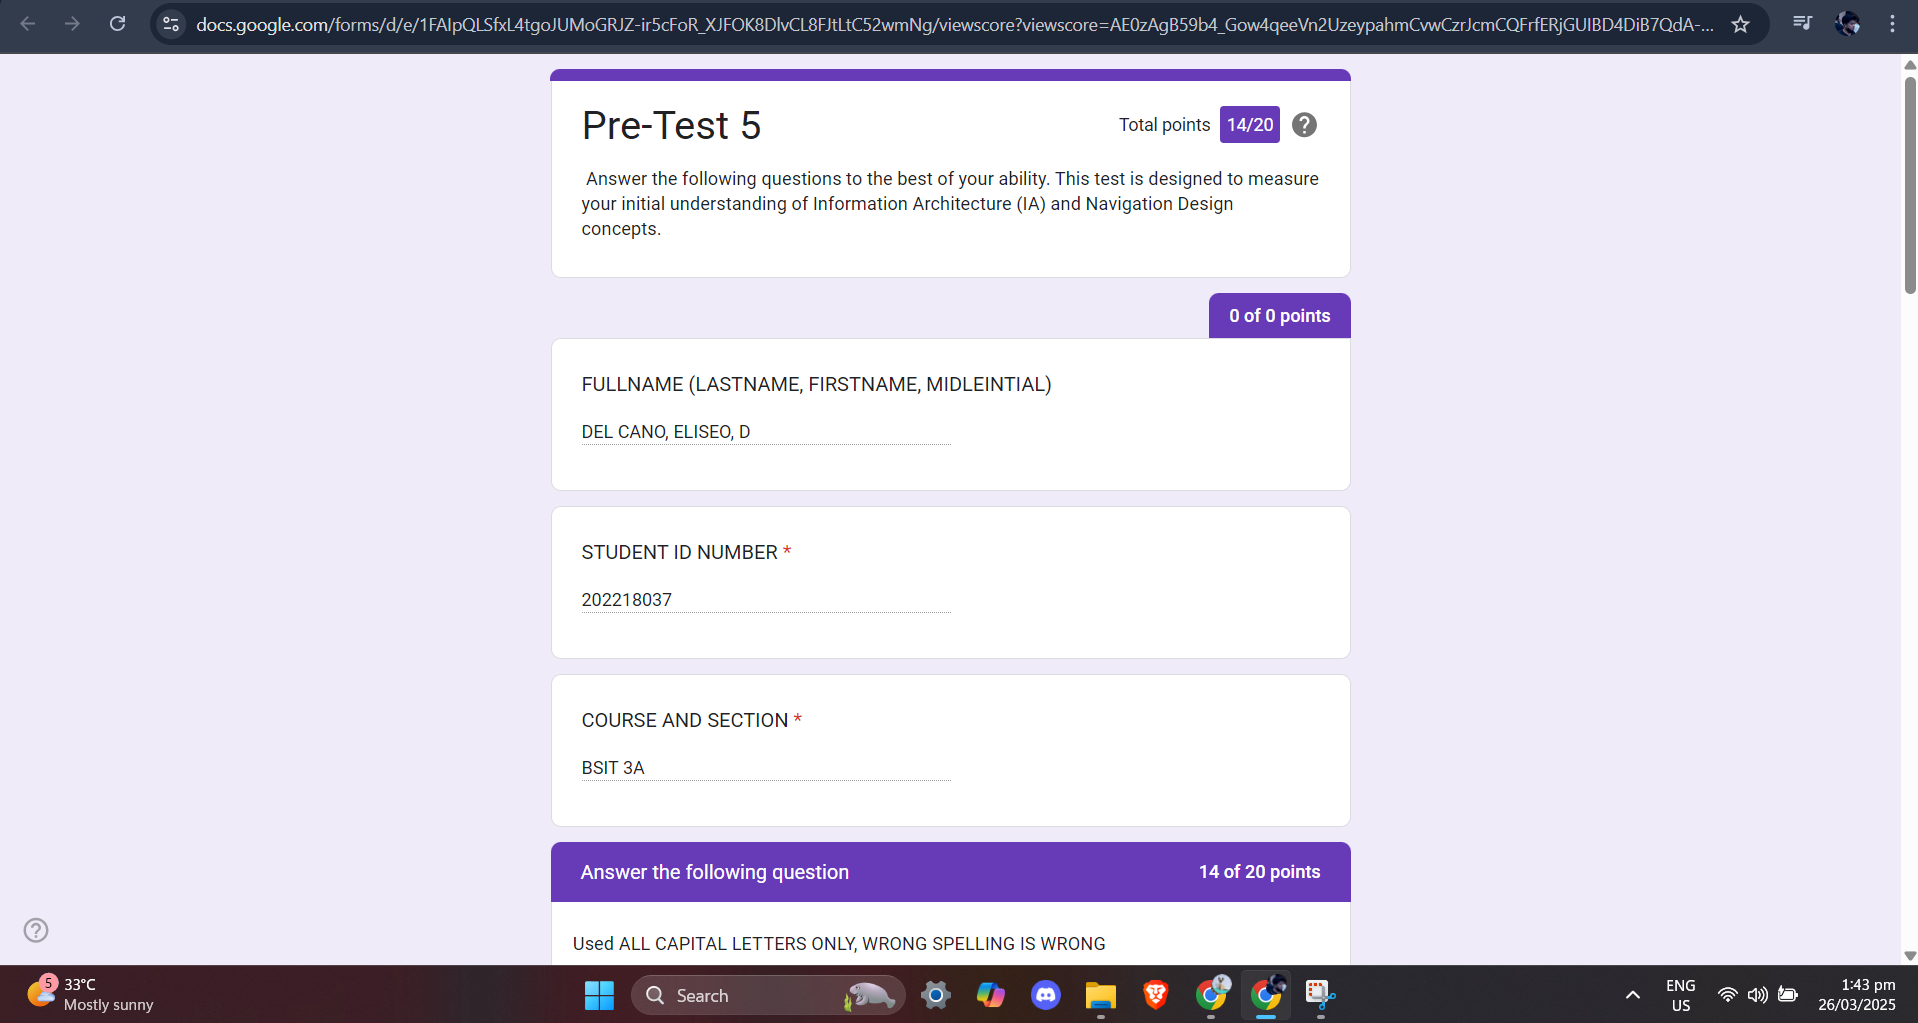 docs.google.com/forms/d/e/1FAIpQLSfxL4tgoJUMoGRJZ-ir5cFoR_XJFOK8DlvCL8FJtLtC52wmNg/viewscore?viewscore=AE0zAgB59b4_Gow4qeeVn2UzeypahmCvwCzrJcmCQFrfERjGUIBD4DiB7QdA-...
Pre-Test 5
Total points 14/20
Answer the following questions to the best of your ability. This test is designed to measure
your initial understanding of Information Architecture (IA) and Navigation Design
concepts.
0 of 0 points
FULLNAME (LASTNAME, FIRSTNAME, MIDLEINTIAL)
DEL CANO, ELISEO, D
STUDENT ID NUMBER *
202218037
COURSE AND SECTION *
BSIT 3A
Answer the following question 14 of 20 points
Used ALL CAPITAL LETTERS ONLY, WRONG SPELLING IS WRONG
5
33°C
Mostly sunny
Search
ENG
US
1:43 pm
26/03/2025